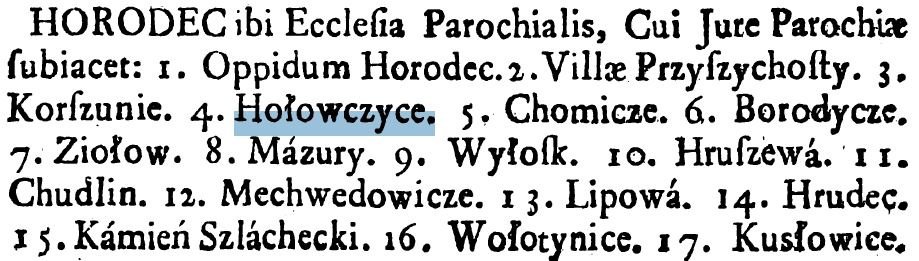 HORODEC ibi Eccleſia Parochialis, Cui Jure Parochiæ
ſubiacet: 1. Oppidum Horodec. 2. Villæ Przyſzychoſty. 3.
Korſzunie. 4. Hołowczyce. 5. Chomicze. 6. Borodycze.
7. Ziołow. 8. Mázury. 9. Wyłoſk. 10. Hruſzewá. 11.
Chudlin. 12. Mechwedowicze. 13. Lipowá. 14. Hrudeç.
15. Kámień Szláchecki. 16. Wołotynice. 17. Kusłowice.